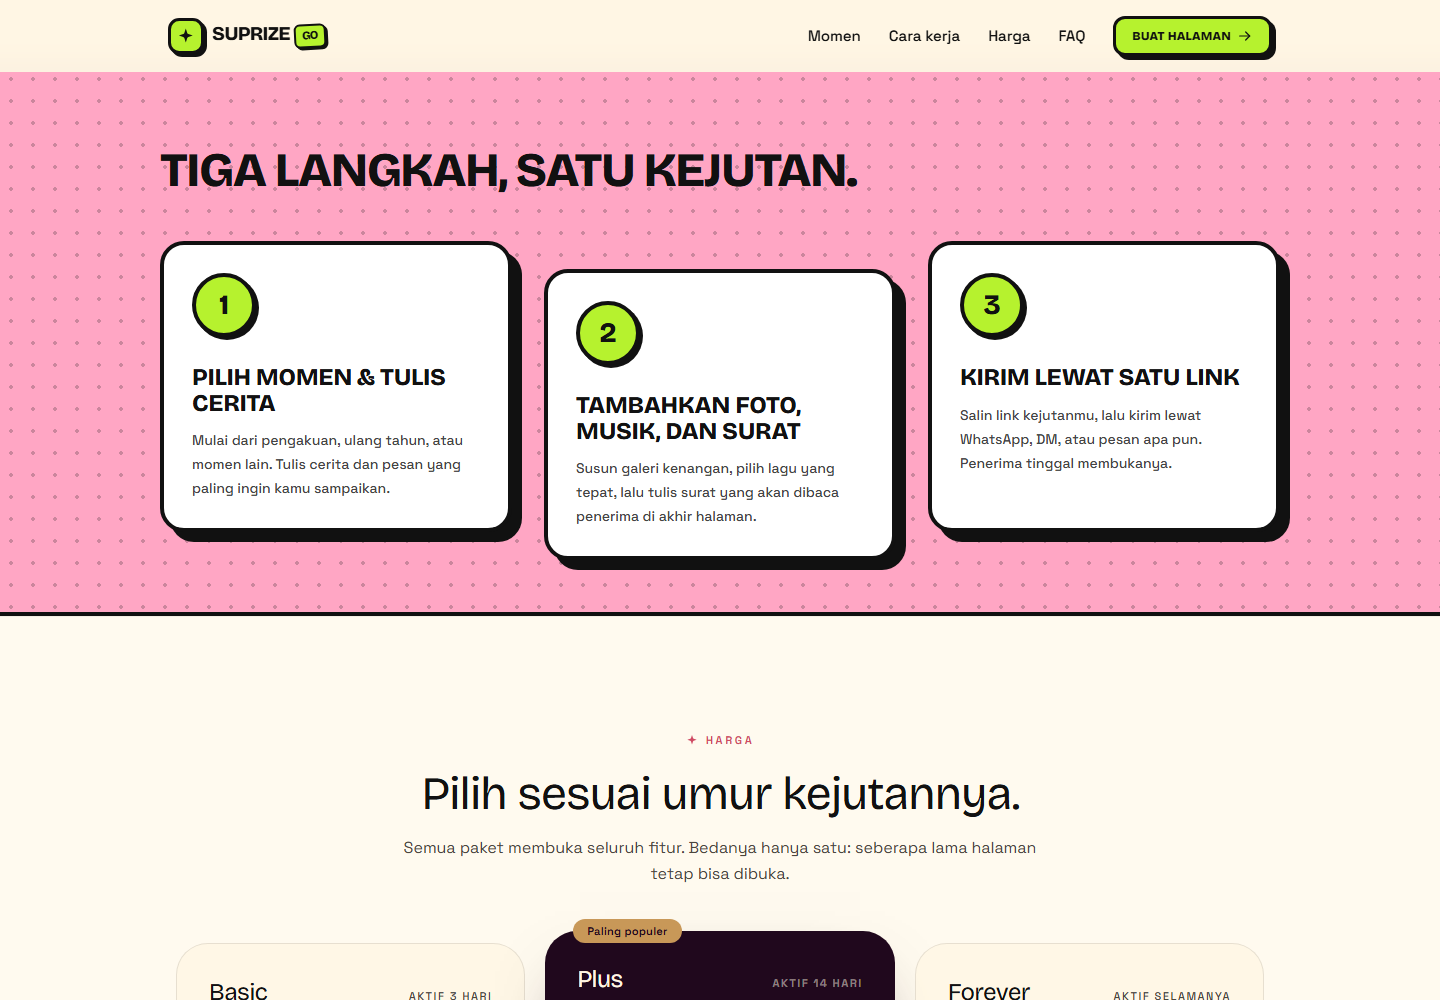 SUPRIZE GO
Momen
Cara kerja
Harga
FAQ
BUAT HALAMAN →
TIGA LANGKAH, SATU KEJUTAN.
1
PILIH MOMEN & TULIS
CERITA
Mulai dari pengakuan, ulang tahun, atau
momen lain. Tulis cerita dan pesan yang
paling ingin kamu sampaikan.
2
TAMBAHKAN FOTO,
MUSIK, DAN SURAT
Susun galeri kenangan, pilih lagu yang
tepat, lalu tulis surat yang akan dibaca
penerima di akhir halaman.
3
KIRIM LEWAT SATU LINK
Salin link kejutanmu, lalu kirim lewat
WhatsApp, DM, atau pesan apa pun.
Penerima tinggal membukanya.
✦ HARGA
Pilih sesuai umur kejutannya.
Semua paket membuka seluruh fitur. Bedanya hanya satu: seberapa lama halaman
tetap bisa dibuka.
Basic
AKTIF 3 HARI
Paling populer
Plus
AKTIF 14 HARI
Forever
AKTIF SELAMANYA